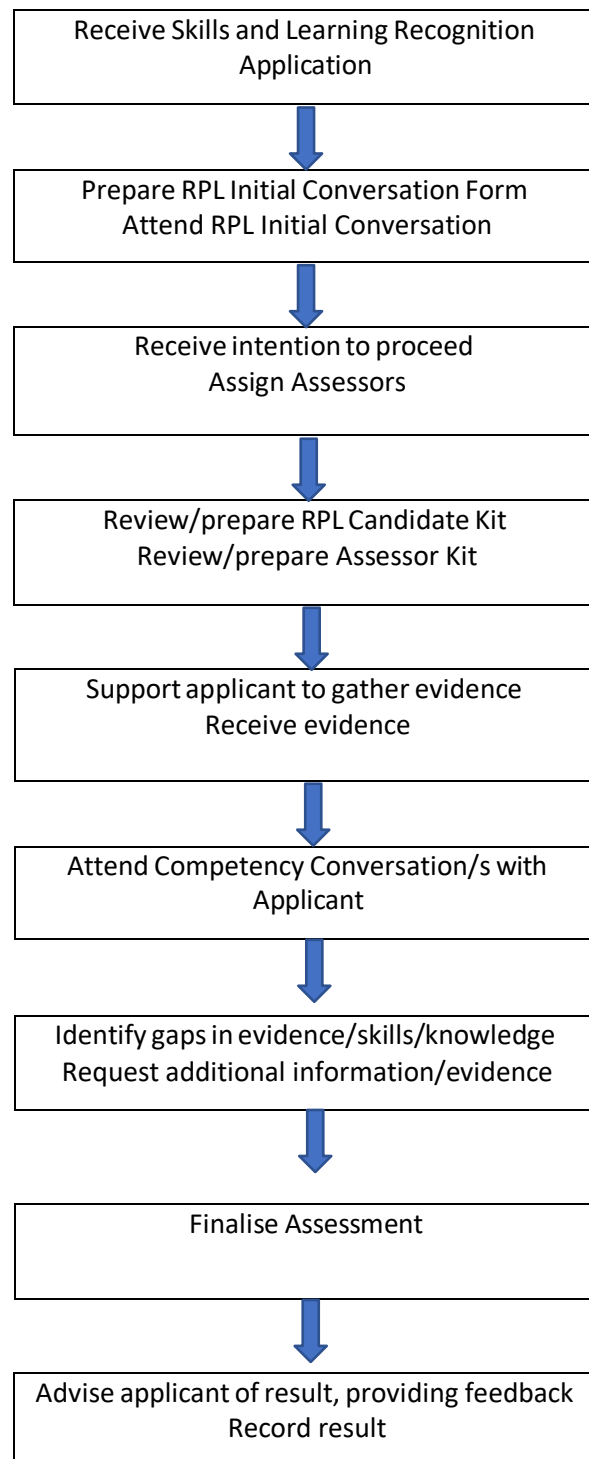 Receive Skills and Learning Recognition
Application
Prepare RPL Initial Conversation Form
Attend RPL Initial Conversation
Receive intention to proceed
Assign Assessors
Review/prepare RPL Candidate Kit
Review/prepare Assessor Kit
Support applicant to gather evidence
Receive evidence
Attend Competency Conversation/s with
Applicant
Identify gaps in evidence/skills/knowledge
Request additional information/evidence
Finalise Assessment
Advise applicant of result, providing feedback
Record result